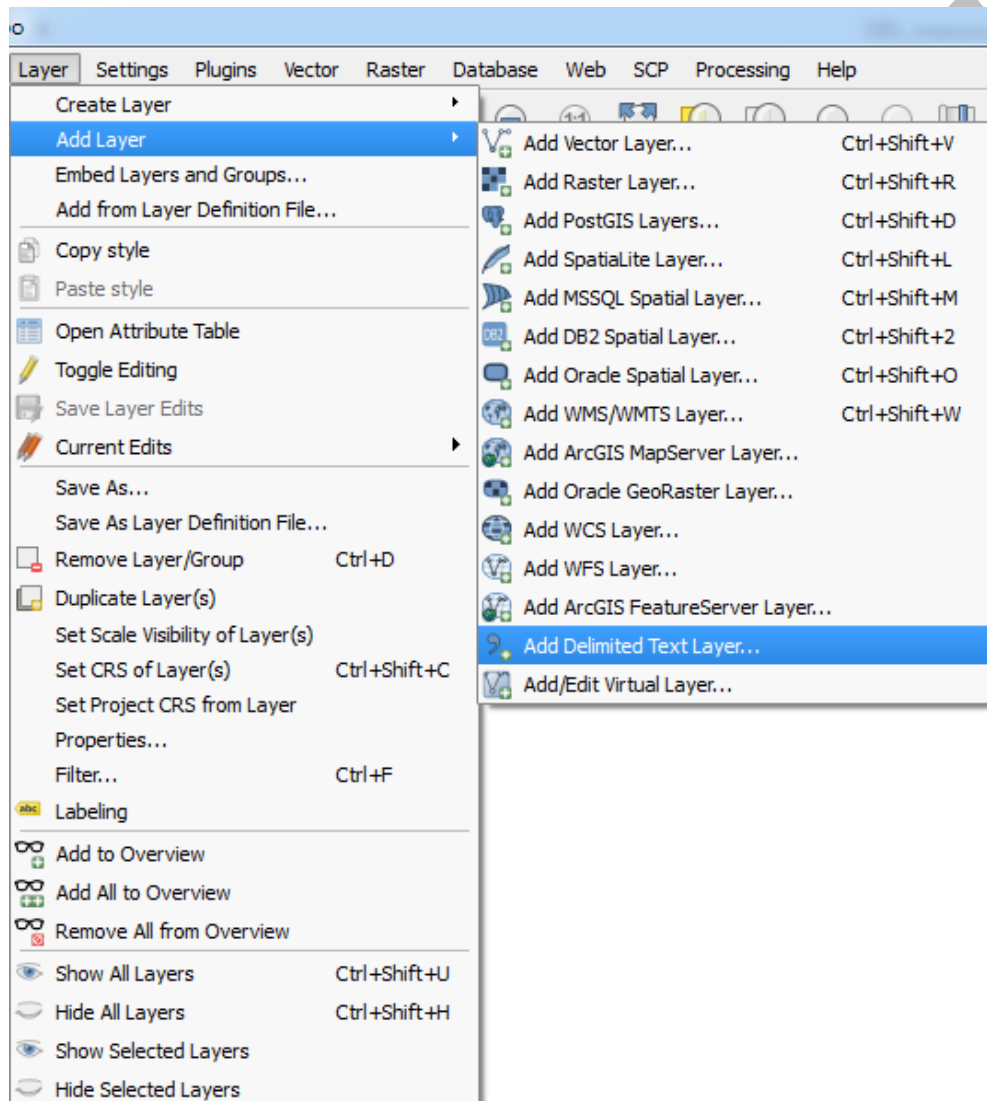 Layer Settings Plugins Vector Raster Database Web SCP Processing Help
Create Layer
Add Layer
Embed Layers and Groups...
Add from Layer Definition File...
Copy style
Paste style
Open Attribute Table
Toggle Editing
Save Layer Edits
Current Edits
Save As...
Save As Layer Definition File...
Remove Layer/Group Ctrl+D
Duplicate Layer(s)
Set Scale Visibility of Layer(s)
Set CRS of Layer(s) Ctrl+Shift+C
Set Project CRS from Layer
Properties...
Filter... Ctrl+F
abc Labeling
Add to Overview
Add All to Overview
Remove All from Overview
Show All Layers Ctrl+Shift+U
Hide All Layers Ctrl+Shift+H
Show Selected Layers
Hide Selected Layers
Add Vector Layer... Ctrl+Shift+V
Add Raster Layer... Ctrl+Shift+R
Add PostGIS Layers... Ctrl+Shift+D
Add SpatiaLite Layer... Ctrl+Shift+L
Add MSSQL Spatial Layer... Ctrl+Shift+M
DB2 Add DB2 Spatial Layer... Ctrl+Shift+2
Add Oracle Spatial Layer... Ctrl+Shift+O
Add WMS/WMTS Layer... Ctrl+Shift+W
Add ArcGIS MapServer Layer...
Add Oracle GeoRaster Layer...
Add WCS Layer...
Add WFS Layer...
Add ArcGIS FeatureServer Layer...
Add Delimited Text Layer...
Add/Edit Virtual Layer...